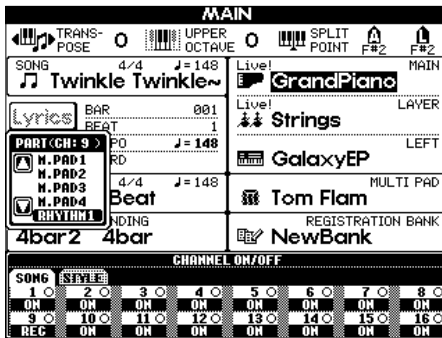 MAIN
TRANS-
POSE 0
UPPER
OCTAVE 0
SPLIT
POINT
F#2
L
F#2
SONG 4/4 ♩=148
Twinkle Twinkle~
Live! MAIN
GrandPiano
Lyrics
BAR 001
BEAT 1
Live! LAYER
Strings
PO ♩=148
RD
LEFT
GalaxyEP
PART(CH: 9 )
M.PAD1
M.PAD2
M.PAD3
M.PAD4
RHYTHM1
4/4 ♩=148
Beat
MULTI PAD
Tom Flam
NDING
4bar2 4bar
REGISTRATION BANK
NewBank
CHANNEL ON/OFF
SONG STYLE
1 2 3 4 5 6 7 8
ON ON ON ON ON ON ON ON
9 10 11 12 13 14 15 16
REC ON ON ON ON ON ON ON